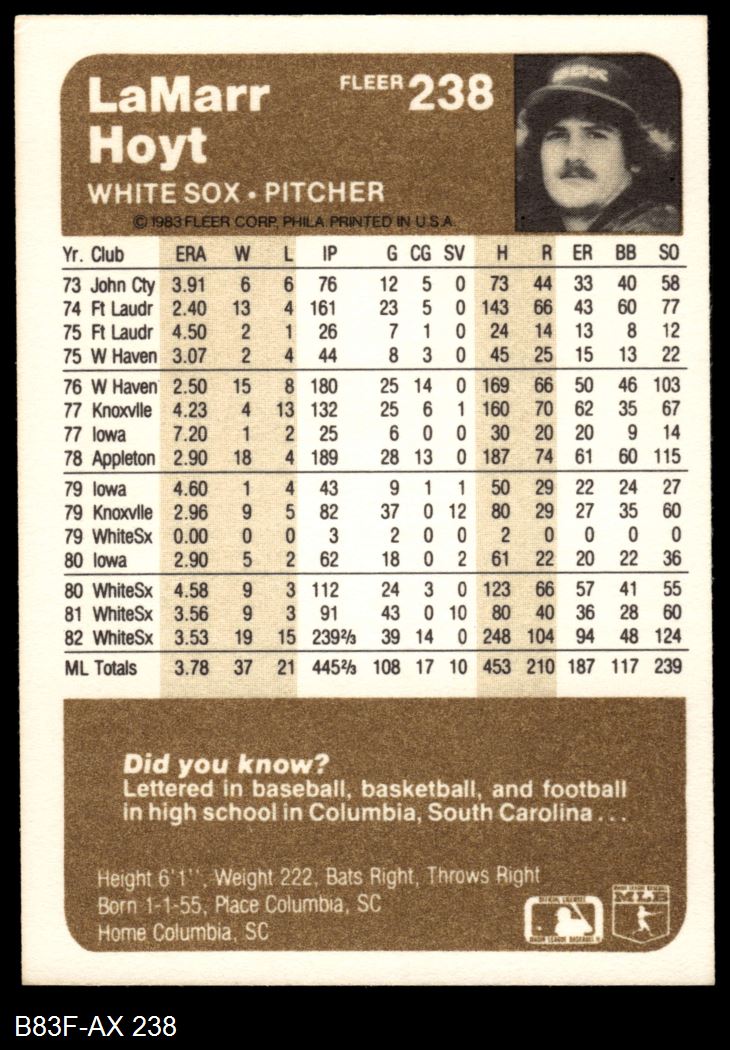 LaMarr
Hoyt
FLEER 238
WHITE SOX • PITCHER
© 1983 FLEER CORP. PHILA PRINTED IN U.S.A.
SOX
Yr. Club ERA W L IP G CG SV H R ER BB SO
73 John Cty 3.91 6 6 76 12 5 0 73 44 33 40 58
74 Ft Laudr 2.40 13 4 161 23 5 0 143 66 43 60 77
75 Ft Laudr 4.50 2 1 26 7 1 0 24 14 13 8 12
75 W Haven 3.07 2 4 44 8 3 0 45 25 15 13 22
76 W Haven 2.50 15 8 180 25 14 0 169 66 50 46 103
77 Knoxvlle 4.23 4 13 132 25 6 1 160 70 62 35 67
77 Iowa 7.20 1 2 25 6 0 0 30 20 20 9 14
78 Appleton 2.90 18 4 189 28 13 0 187 74 61 60 115
79 Iowa 4.60 1 4 43 9 1 1 50 29 22 24 27
79 Knoxvlle 2.96 9 5 82 37 0 12 80 29 27 35 60
79 WhiteSx 0.00 0 0 3 2 0 0 2 0 0 0 0
80 Iowa 2.90 5 2 62 18 0 2 61 22 20 22 36
80 WhiteSx 4.58 9 3 112 24 3 0 123 66 57 41 55
81 WhiteSx 3.56 9 3 91 43 0 10 80 40 36 28 60
82 WhiteSx 3.53 19 15 239⅔ 39 14 0 248 104 94 48 124
ML Totals 3.78 37 21 445⅔ 108 17 10 453 210 187 117 239
Did you know?
Lettered in baseball, basketball, and football
in high school in Columbia, South Carolina...
Height 6'1'', Weight 222, Bats Right, Throws Right
Born 1-1-55, Place Columbia, SC
Home Columbia, SC
MAJOR LEAGUE BASEBALL
B83F-AX 238